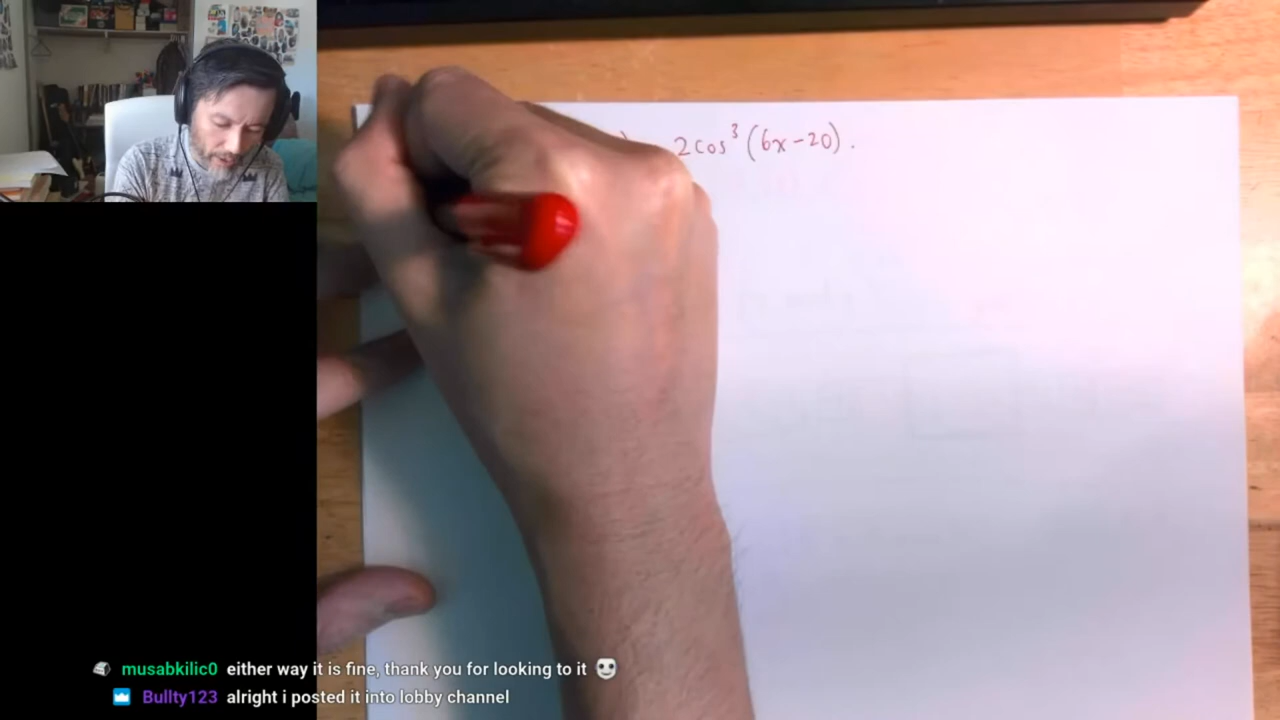 ) = 2cos³(6x-20).
musabkilic0 either way it is fine, thank you for looking to it
Bullty123 alright i posted it into lobby channel